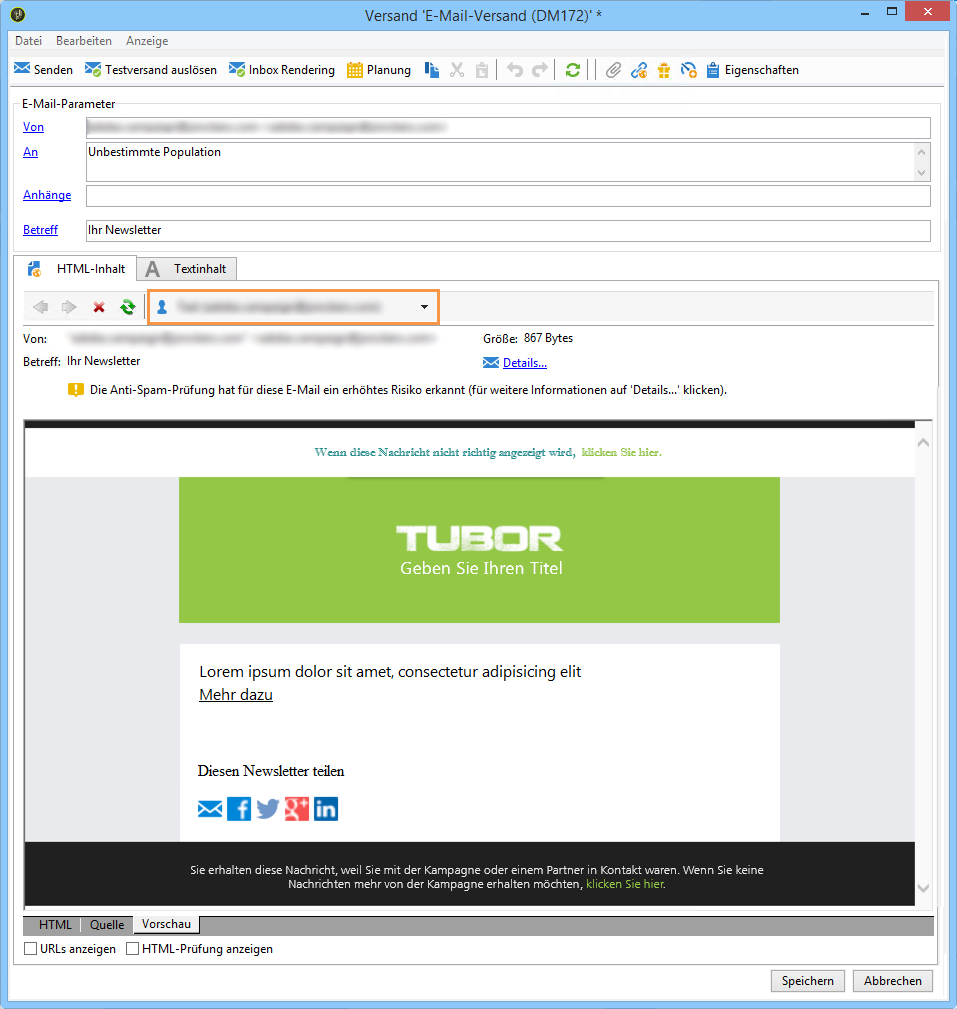 Versand 'E-Mail-Versand (DM172)' *
Datei Bearbeiten Anzeige
Senden Testversand auslösen Inbox Rendering Planung Eigenschaften
E-Mail-Parameter
Von
An Unbestimmte Population
Anhänge
Betreff Ihr Newsletter
HTML-Inhalt A Textinhalt
Von: Größe: 867 Bytes
Betreff: Ihr Newsletter Details...
Die Anti-Spam-Prüfung hat für diese E-Mail ein erhöhtes Risiko erkannt (für weitere Informationen auf 'Details...' klicken).
Wenn diese Nachricht nicht richtig angezeigt wird, klicken Sie hier.
TUBOR
Geben Sie Ihren Titel
Lorem ipsum dolor sit amet, consectetur adipisicing elit
Mehr dazu
Diesen Newsletter teilen
Sie erhalten diese Nachricht, weil Sie mit der Kampagne oder einem Partner in Kontakt waren. Wenn Sie keine
Nachrichten mehr von der Kampagne erhalten möchten, klicken Sie hier.
HTML Quelle Vorschau
URLs anzeigen HTML-Prüfung anzeigen
Speichern Abbrechen